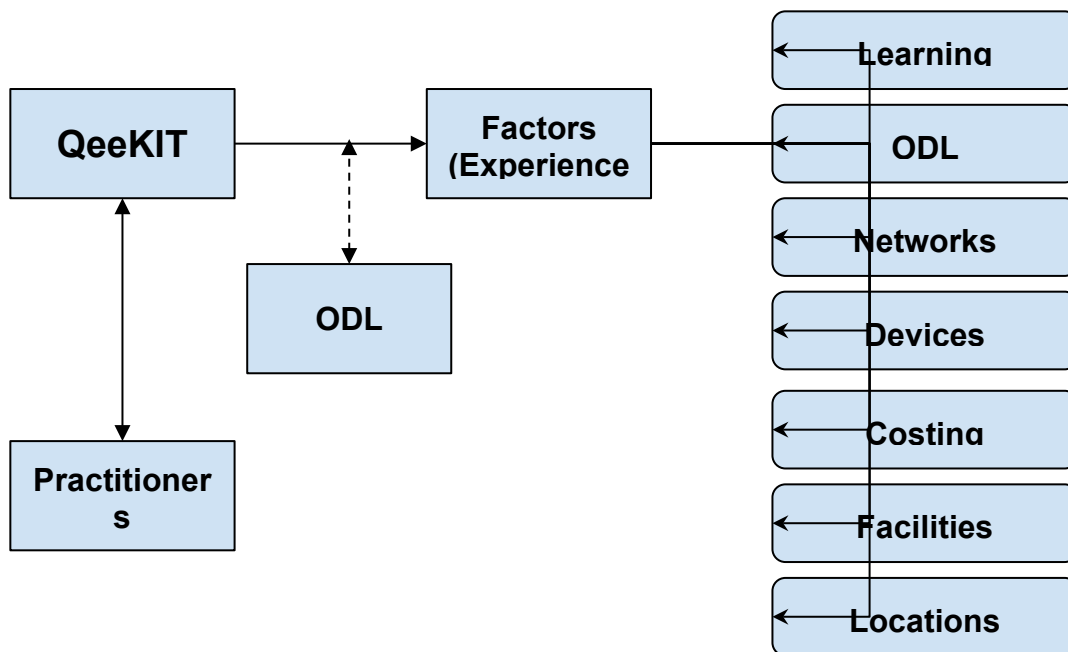 Learning
QeeKIT
Factors
(Experience
ODL
Networks
ODL
Devices
Costing
Practitioner
s
Facilities
Locations